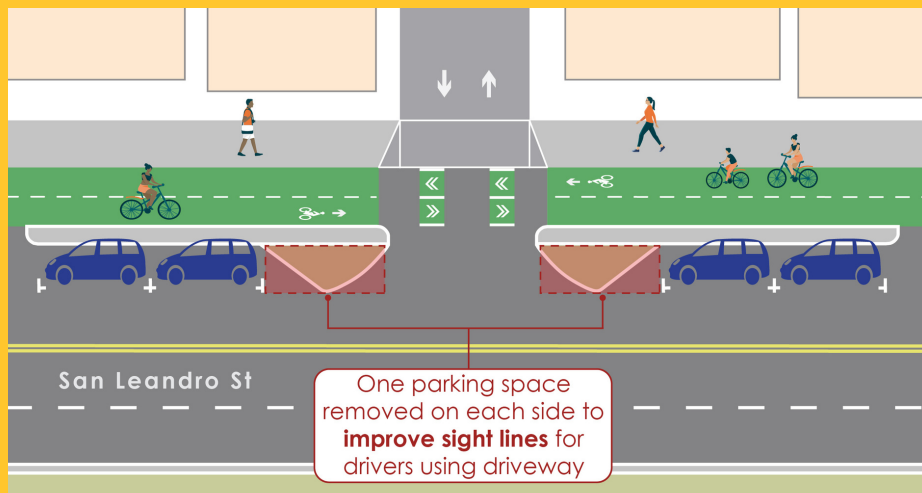 San Leandro St
One parking space
removed on each side to
improve sight lines for
drivers using driveway